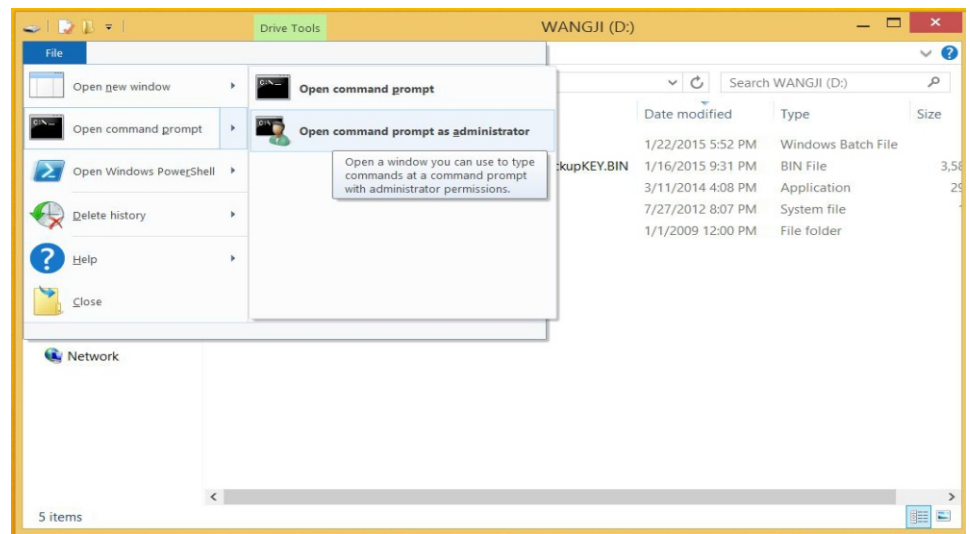 Drive Tools
WANGJI (D:)
File
Open new window
Open command prompt
Open Windows PowerShell
Delete history
Help
Close
Open command prompt
Open command prompt as administrator
Open a window you can use to type
commands at a command prompt
with administrator permissions.
Search WANGJI (D:)
Date modified Type Size
1/22/2015 5:52 PM Windows Batch File
ckupKEY.BIN 1/16/2015 9:31 PM BIN File 3,58
3/11/2014 4:08 PM Application 29
7/27/2012 8:07 PM System file
1/1/2009 12:00 PM File folder
Network
5 items